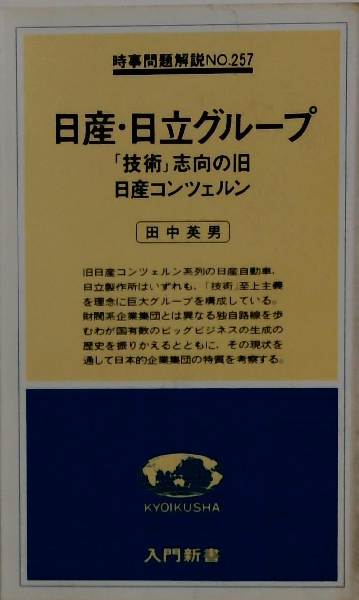 時事問題解説NO.257
日産・日立グループ
「技術」志向の旧
日産コンツェルン
田中英男
旧日産コンツェルン系列の日産自動車、
日立製作所はいずれも、「技術」至上主義
を理念に巨大グループを構成している。
財閥系企業集団とは異なる独自路線を歩
むわが国有数のビッグビジネスの生成の
歴史を振りかえるとともに、その現状を
通して日本的企業集団の特質を考察する。
KYOIKUSHA
入門新書